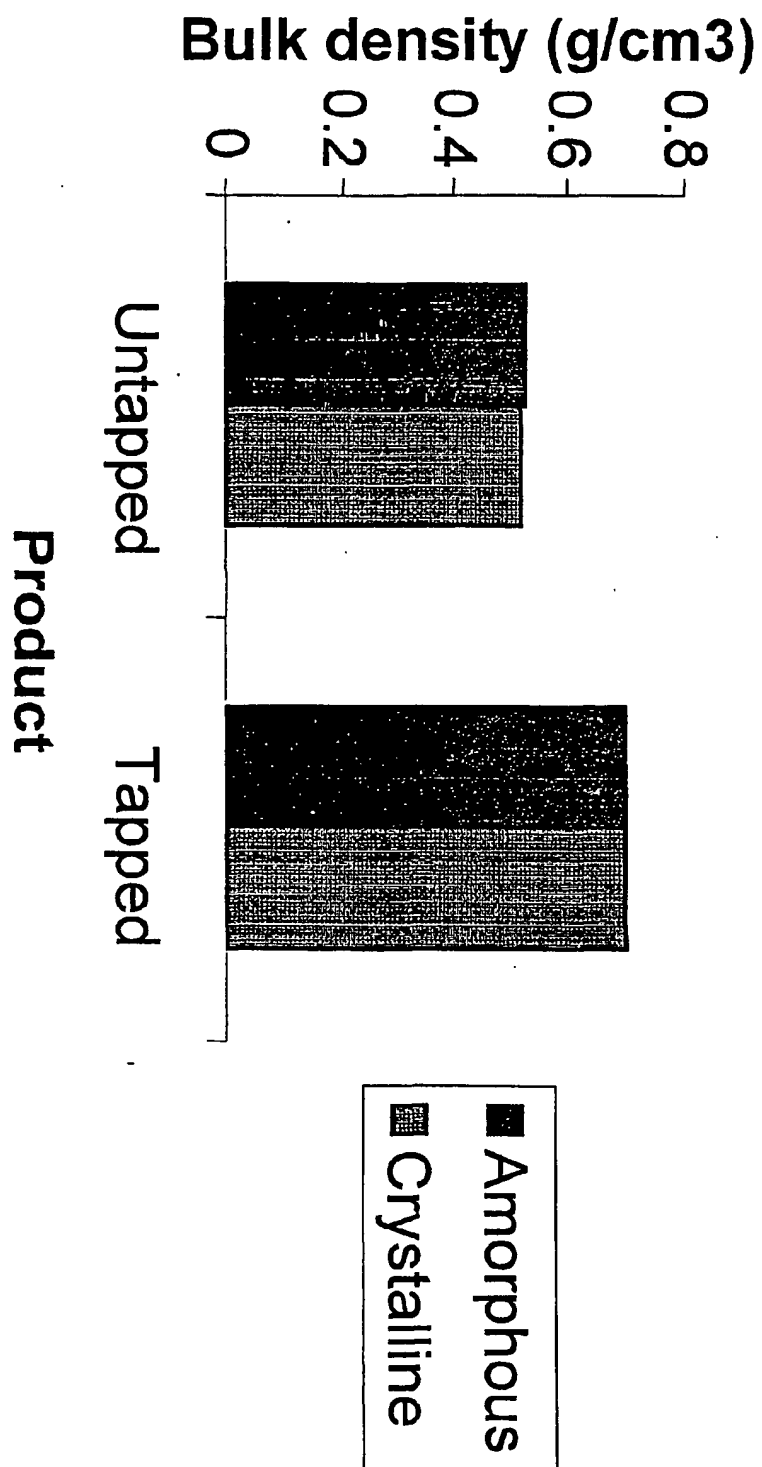 Bulk density (g/cm3)
0.8
0.6
0.4
0.2
0
Untapped
Tapped
Product
Amorphous
Crystalline